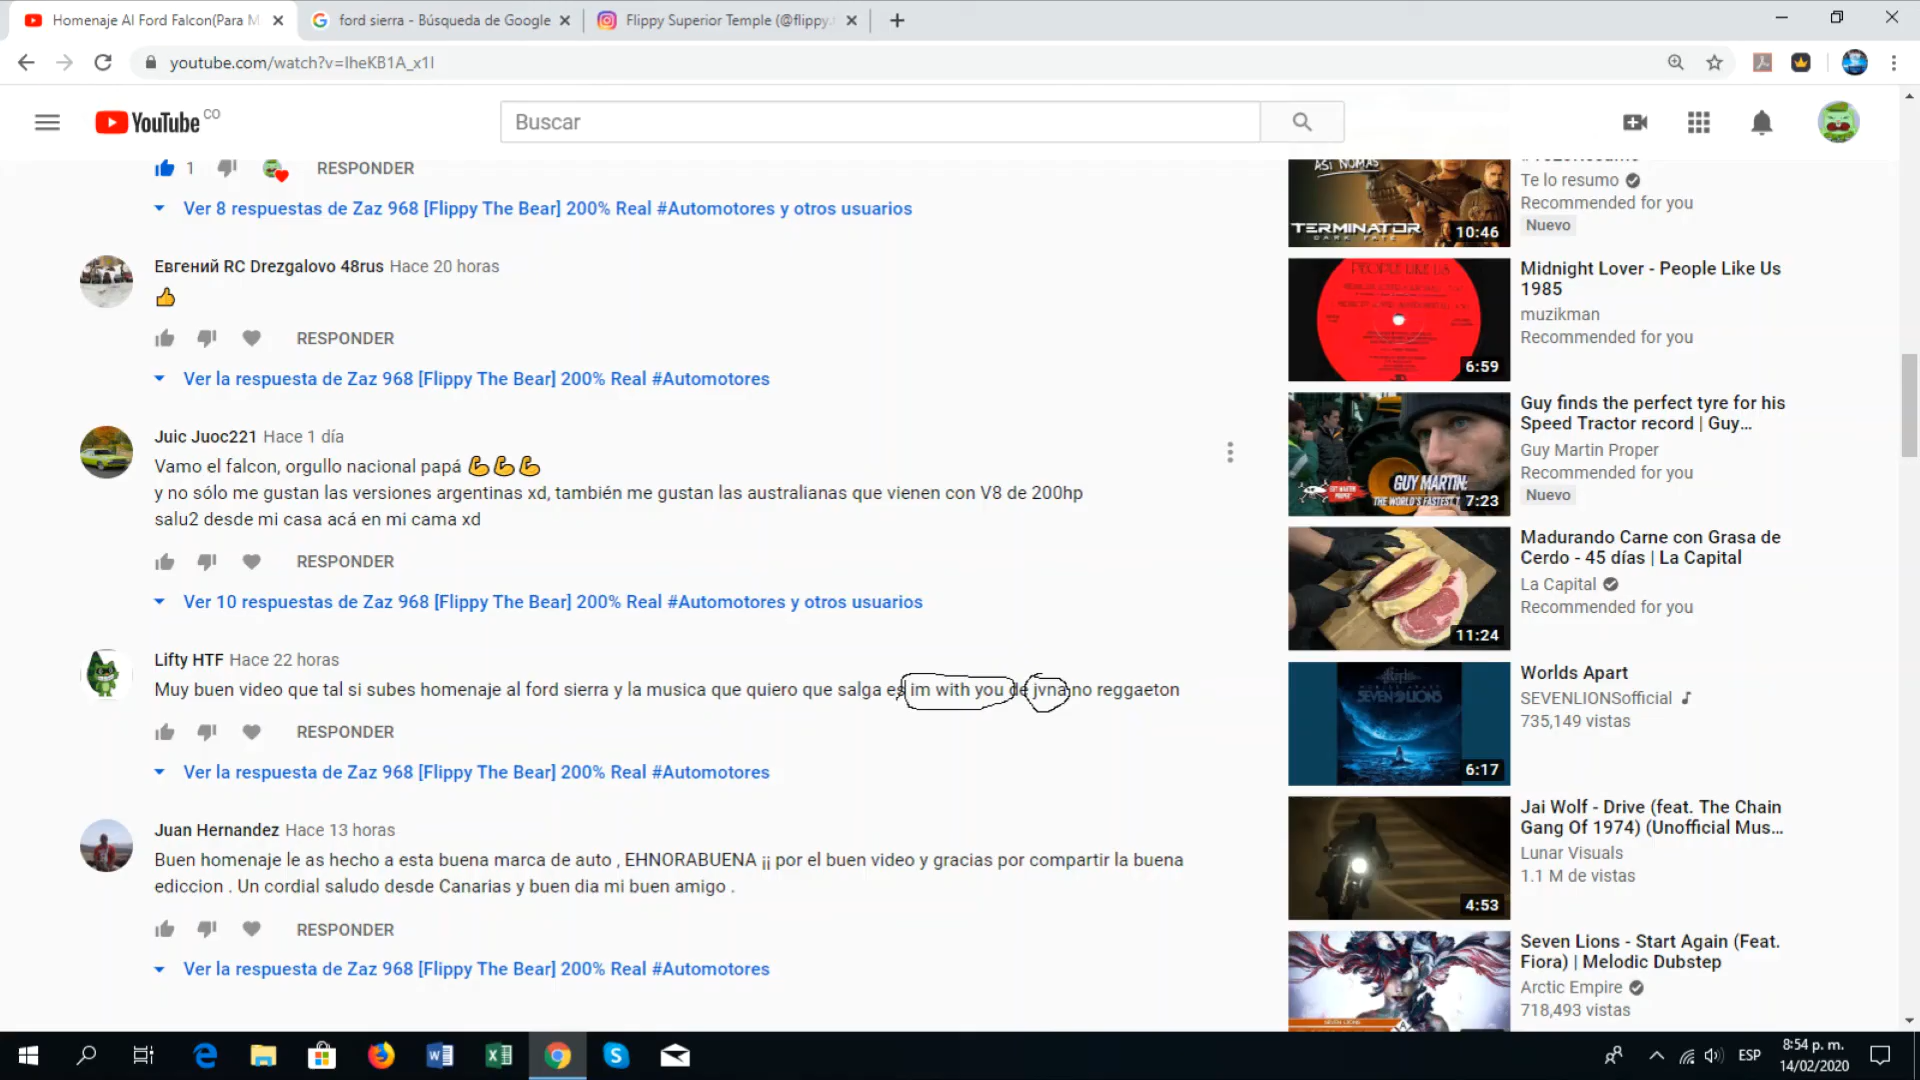 Homenaje Al Ford Falcon(Para M
ford sierra - Búsqueda de Google
Flippy Superior Temple (@flippy.
youtube.com/watch?v=IheKB1A_x1I
YouTube CO
Buscar
1 RESPONDER
Ver 8 respuestas de Zaz 968 [Flippy The Bear] 200% Real #Automotores y otros usuarios
Евгений RC Drezgalovo 48rus Hace 20 horas
RESPONDER
Ver la respuesta de Zaz 968 [Flippy The Bear] 200% Real #Automotores
Juic Juoc221 Hace 1 día
Vamo el falcon, orgullo nacional papá 💪💪💪
y no sólo me gustan las versiones argentinas xd, también me gustan las australianas que vienen con V8 de 200hp
salu2 desde mi casa acá en mi cama xd
RESPONDER
Ver 10 respuestas de Zaz 968 [Flippy The Bear] 200% Real #Automotores y otros usuarios
Lifty HTF Hace 22 horas
Muy buen video que tal si subes homenaje al ford sierra y la musica que quiero que salga es im with you de jvna no reggaeton
RESPONDER
Ver la respuesta de Zaz 968 [Flippy The Bear] 200% Real #Automotores
Juan Hernandez Hace 13 horas
Buen homenaje le as hecho a esta buena marca de auto , EHNORABUENA ¡¡ por el buen video y gracias por compartir la buena
ediccion . Un cordial saludo desde Canarias y buen dia mi buen amigo .
RESPONDER
Ver la respuesta de Zaz 968 [Flippy The Bear] 200% Real #Automotores
ASI NOMAS
TERMINATOR
DARK FATE
10:46
Te lo resumo
Recommended for you
Nuevo
PEOPLE LIKE US
6:59
Midnight Lover - People Like Us
1985
muzikman
Recommended for you
GUY MARTIN:
THE WORLD'S FASTEST
7:23
Guy finds the perfect tyre for his
Speed Tractor record | Guy...
Guy Martin Proper
Recommended for you
Nuevo
11:24
Madurando Carne con Grasa de
Cerdo - 45 días | La Capital
La Capital
Recommended for you
SEVEN LIONS
6:17
Worlds Apart
SEVENLIONSofficial
735,149 vistas
4:53
Jai Wolf - Drive (feat. The Chain
Gang Of 1974) (Unofficial Mus...
Lunar Visuals
1.1 M de vistas
SEVEN LIONS
Seven Lions - Start Again (Feat.
Fiora) | Melodic Dubstep
Arctic Empire
718,493 vistas
ESP
8:54 p. m.
14/02/2020